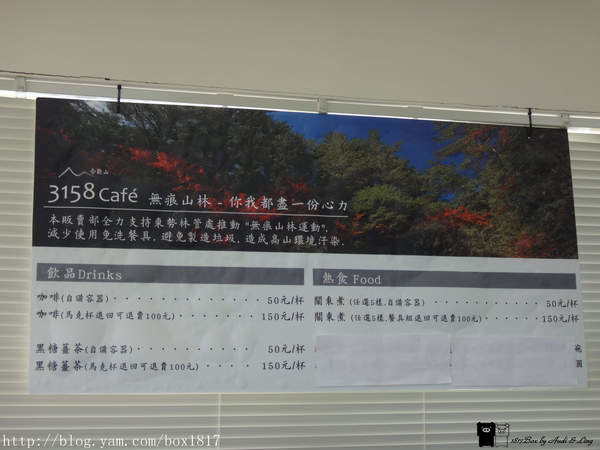 合歡山
3158 Café 無痕山林 - 你我都盡一份心力
本販賣部全力支持東勢林管處推動 "無痕山林運動".
減少使用免洗餐具, 避免製造垃圾, 造成高山環境汙染.
飲品Drinks
咖啡(自備容器)・・・・・・・・・・・・・・50元/杯
咖啡(馬克杯退回可退費100元)・・・・・・・・150元/杯
黑糖薑茶(自備容器)・・・・・・・・・・50元/杯
黑糖薑茶(馬克杯退回可退費100元)・・・・・150元/杯
熱食 Food
關東煮 (任選5樣,自備容器)・・・・・・・・・・50元/杯
關東煮 (任選5樣,餐具組退回可退費100元)・・・・・150元/杯
碗
http://blog.yam.com/box1817
1817Box by Andi & Ling